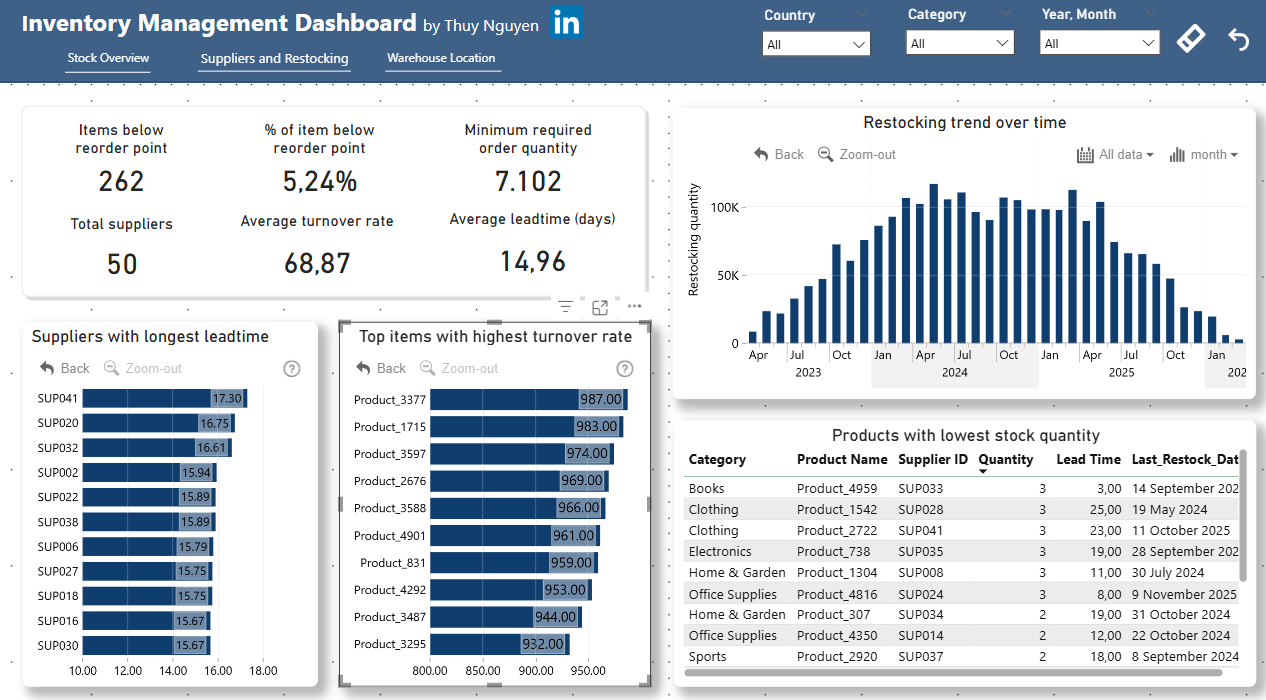 Inventory Management Dashboard by Thuy Nguyen in
Country
Category
Year, Month
All
All
All
Stock Overview
Suppliers and Restocking
Warehouse Location
Items below
reorder point
262
% of item below
reorder point
5,24%
Minimum required
order quantity
7.102
Total suppliers
50
Average turnover rate
68,87
Average leadtime (days)
14,96
Restocking trend over time
Back
Zoom-out
All data
month
Restocking quantity
100K
50K
0
Apr Jul Oct Jan Apr Jul Oct Jan Apr Jul Oct Jan
2023 2024 2025 202
Suppliers with longest leadtime
Back
Zoom-out
?
SUP041 17.30
SUP020 16.75
SUP032 16.61
SUP002 15.94
SUP022 15.89
SUP038 15.89
SUP006 15.79
SUP027 15.75
SUP018 15.75
SUP016 15.67
SUP030 15.67
10.00 12.00 14.00 16.00 18.00
Top items with highest turnover rate
Back
Zoom-out
?
Product_3377 987.00
Product_1715 983.00
Product_3597 974.00
Product_2676 969.00
Product_3588 966.00
Product_4901 961.00
Product_831 959.00
Product_4292 953.00
Product_3487 944.00
Product_3295 932.00
800.00 850.00 900.00 950.00
Products with lowest stock quantity
Category Product Name Supplier ID Quantity Lead Time Last_Restock_Dat
Books Product_4959 SUP033 3 3,00 14 September 202
Clothing Product_1542 SUP028 3 25,00 19 May 2024
Clothing Product_2722 SUP041 3 23,00 11 October 2025
Electronics Product_738 SUP035 3 19,00 28 September 202
Home & Garden Product_1304 SUP008 3 11,00 30 July 2024
Office Supplies Product_4816 SUP024 3 8,00 9 November 2025
Home & Garden Product_307 SUP034 2 19,00 31 October 2024
Office Supplies Product_4350 SUP014 2 12,00 22 October 2024
Sports Product_2920 SUP037 2 18,00 8 September 2024